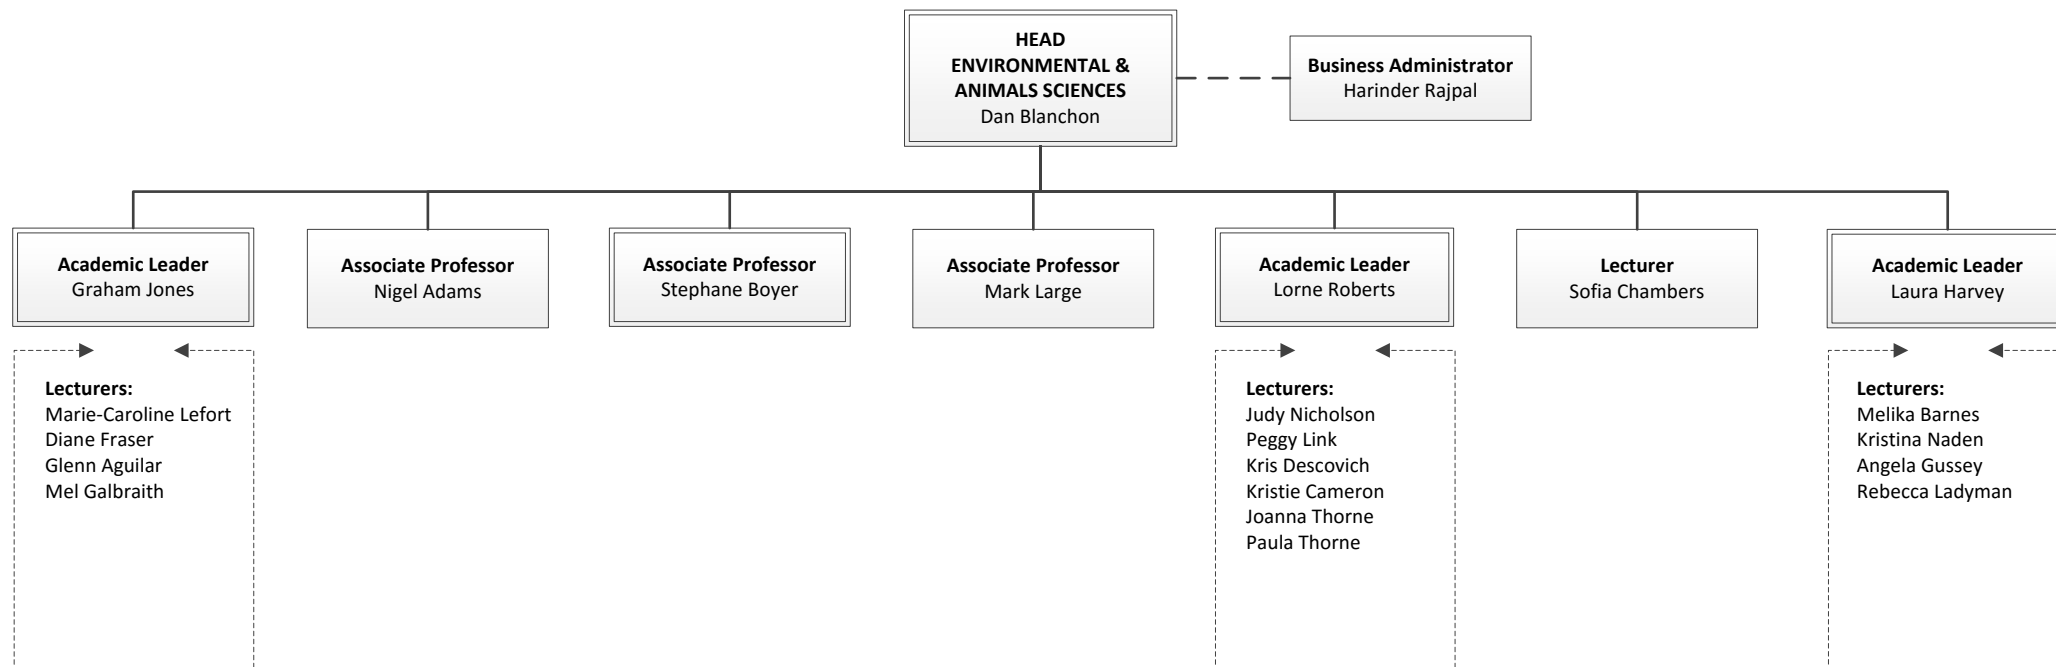 HEAD
ENVIRONMENTAL &
ANIMALS SCIENCES
Dan Blanchon
Business Administrator
Harinder Rajpal
Academic Leader
Graham Jones
Associate Professor
Nigel Adams
Associate Professor
Stephane Boyer
Associate Professor
Mark Large
Academic Leader
Lorne Roberts
Lecturer
Sofia Chambers
Academic Leader
Laura Harvey
Lecturers:
Marie-Caroline Lefort
Diane Fraser
Glenn Aguilar
Mel Galbraith
Lecturers:
Judy Nicholson
Peggy Link
Kris Descovich
Kristie Cameron
Joanna Thorne
Paula Thorne
Lecturers:
Melika Barnes
Kristina Naden
Angela Gussey
Rebecca Ladyman